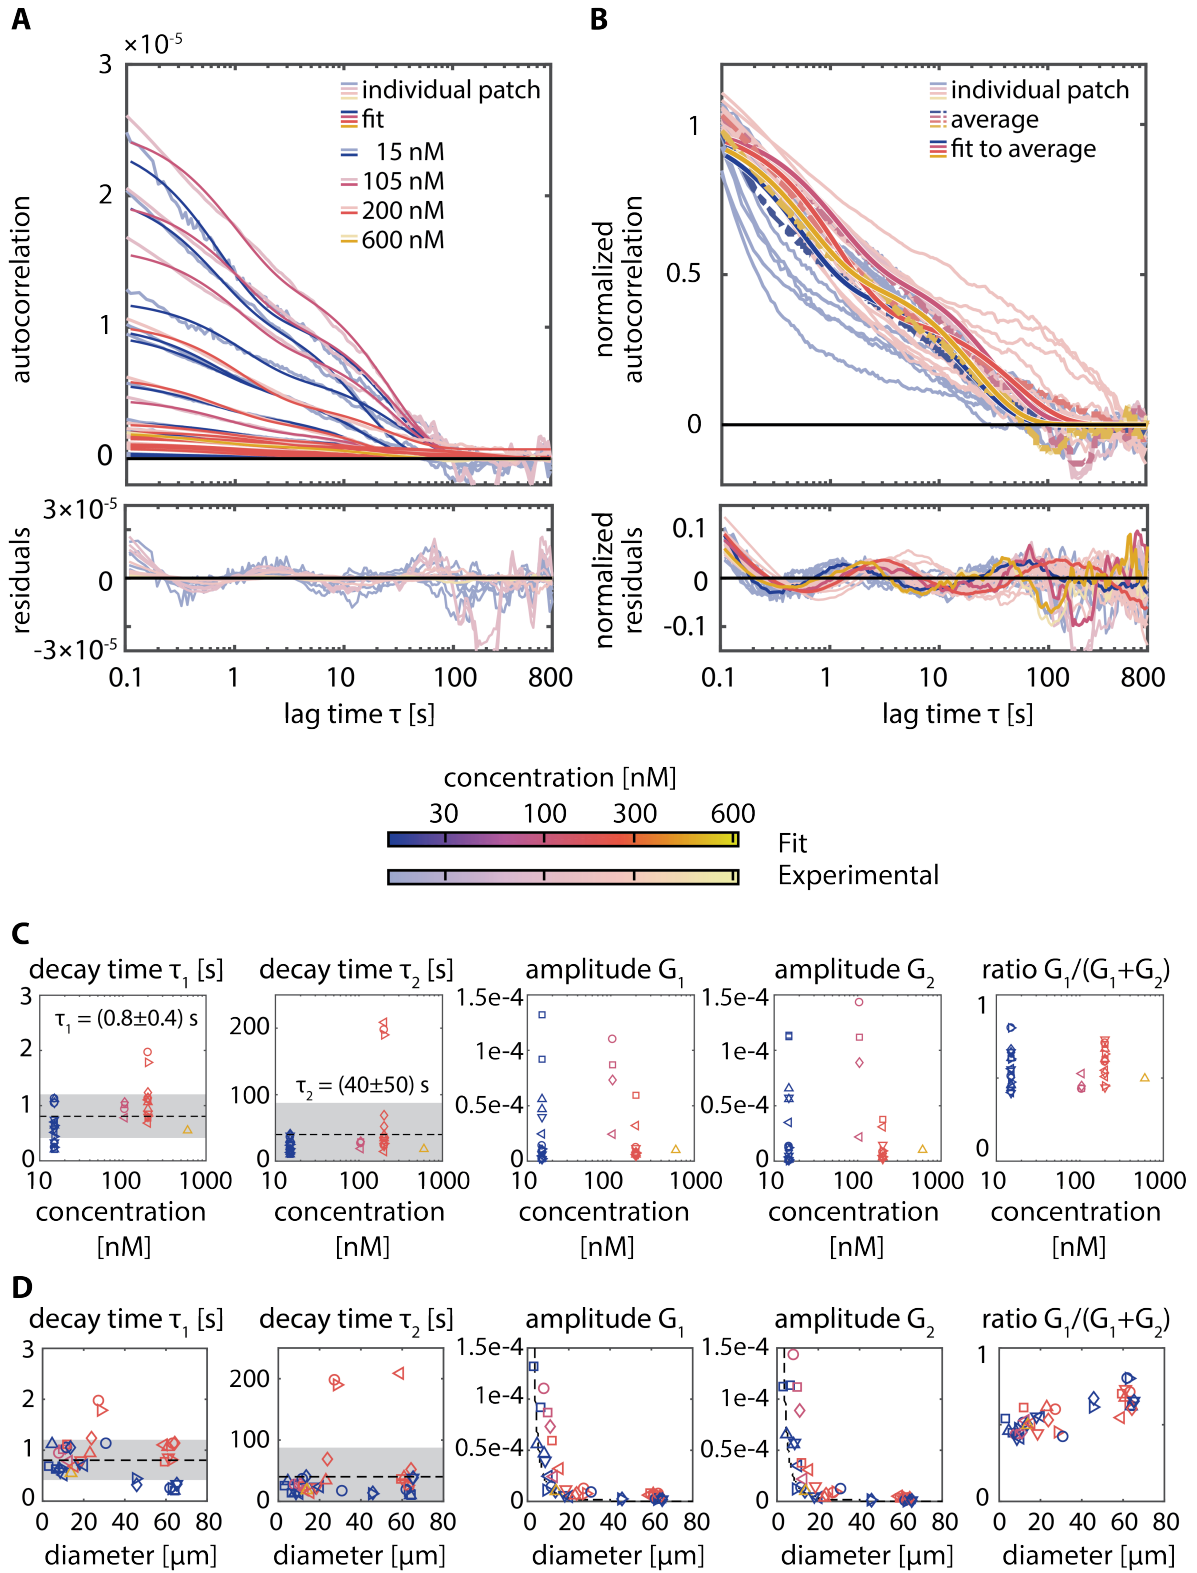 A
×10-5
3
2
1
0
autocorrelation
individual patch
fit
15 nM
105 nM
200 nM
600 nM
3×10-5
0
-3×10-5
residuals
0.1 1 10 100 800
lag time τ [s]
B
1
0.5
0
normalized
autocorrelation
individual patch
average
fit to average
0.1
0
-0.1
normalized
residuals
0.1 1 10 100 800
lag time τ [s]
concentration [nM]
30 100 300 600
Fit
Experimental
C
decay time τ1 [s]
3
2
1
0
τ1 = (0.8±0.4) s
10 100 1000
concentration
[nM]
decay time τ2 [s]
200
100
0
τ2 = (40±50) s
10 100 1000
concentration
[nM]
amplitude G1
1.5e-4
1e-4
0.5e-4
0
10 100 1000
concentration
[nM]
amplitude G2
1.5e-4
1e-4
0.5e-4
0
10 100 1000
concentration
[nM]
ratio G1/(G1+G2)
1
0
10 100 1000
concentration
[nM]
D
decay time τ1 [s]
3
2
1
0
0 20 40 60 80
diameter [µm]
decay time τ2 [s]
200
100
0
0 20 40 60 80
diameter [µm]
amplitude G1
1.5e-4
1e-4
0.5e-4
0
0 20 40 60 80
diameter [µm]
amplitude G2
1.5e-4
1e-4
0.5e-4
0
0 20 40 60 80
diameter [µm]
ratio G1/(G1+G2)
1
0
0 20 40 60 80
diameter [µm]